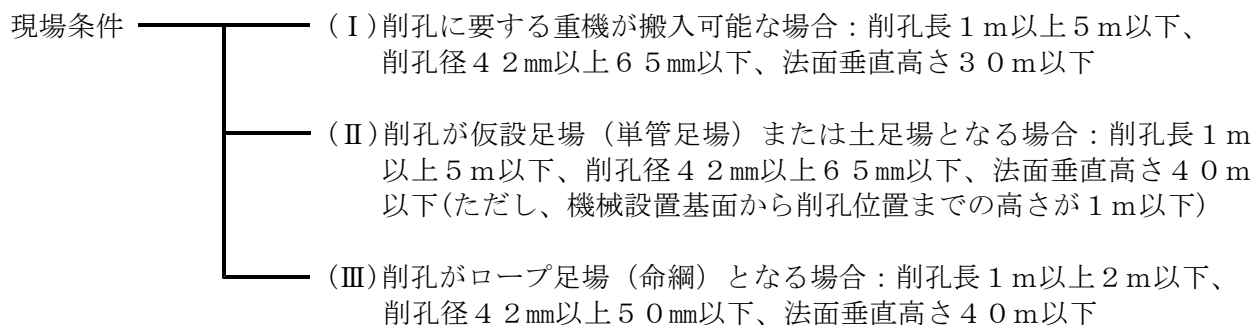 現場条件 (Ⅰ)削孔に要する重機が搬入可能な場合：削孔長１ｍ以上５ｍ以下、
削孔径４２㎜以上６５㎜以下、法面垂直高さ３０ｍ以下
(Ⅱ)削孔が仮設足場（単管足場）または土足場となる場合：削孔長１ｍ
以上５ｍ以下、削孔径４２㎜以上６５㎜以下、法面垂直高さ４０ｍ
以下(ただし、機械設置基面から削孔位置までの高さが１ｍ以下)
(Ⅲ)削孔がロープ足場（命綱）となる場合：削孔長１ｍ以上２ｍ以下、
削孔径４２㎜以上５０㎜以下、法面垂直高さ４０ｍ以下